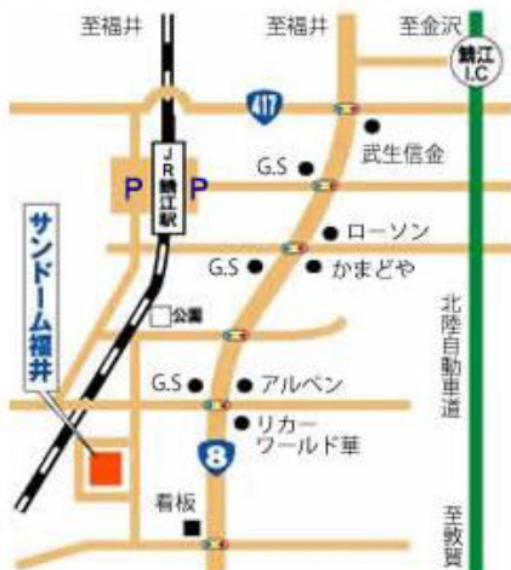 至福井
至福井
至金沢
鯖江
I.C
417
武生信金
G.S
P
JR鯖江駅
P
ローソン
G.S
かまどや
サンドーム福井
公園
北陸自動車道
G.S
アルペン
リカー
ワールド華
8
看板
至敦賀